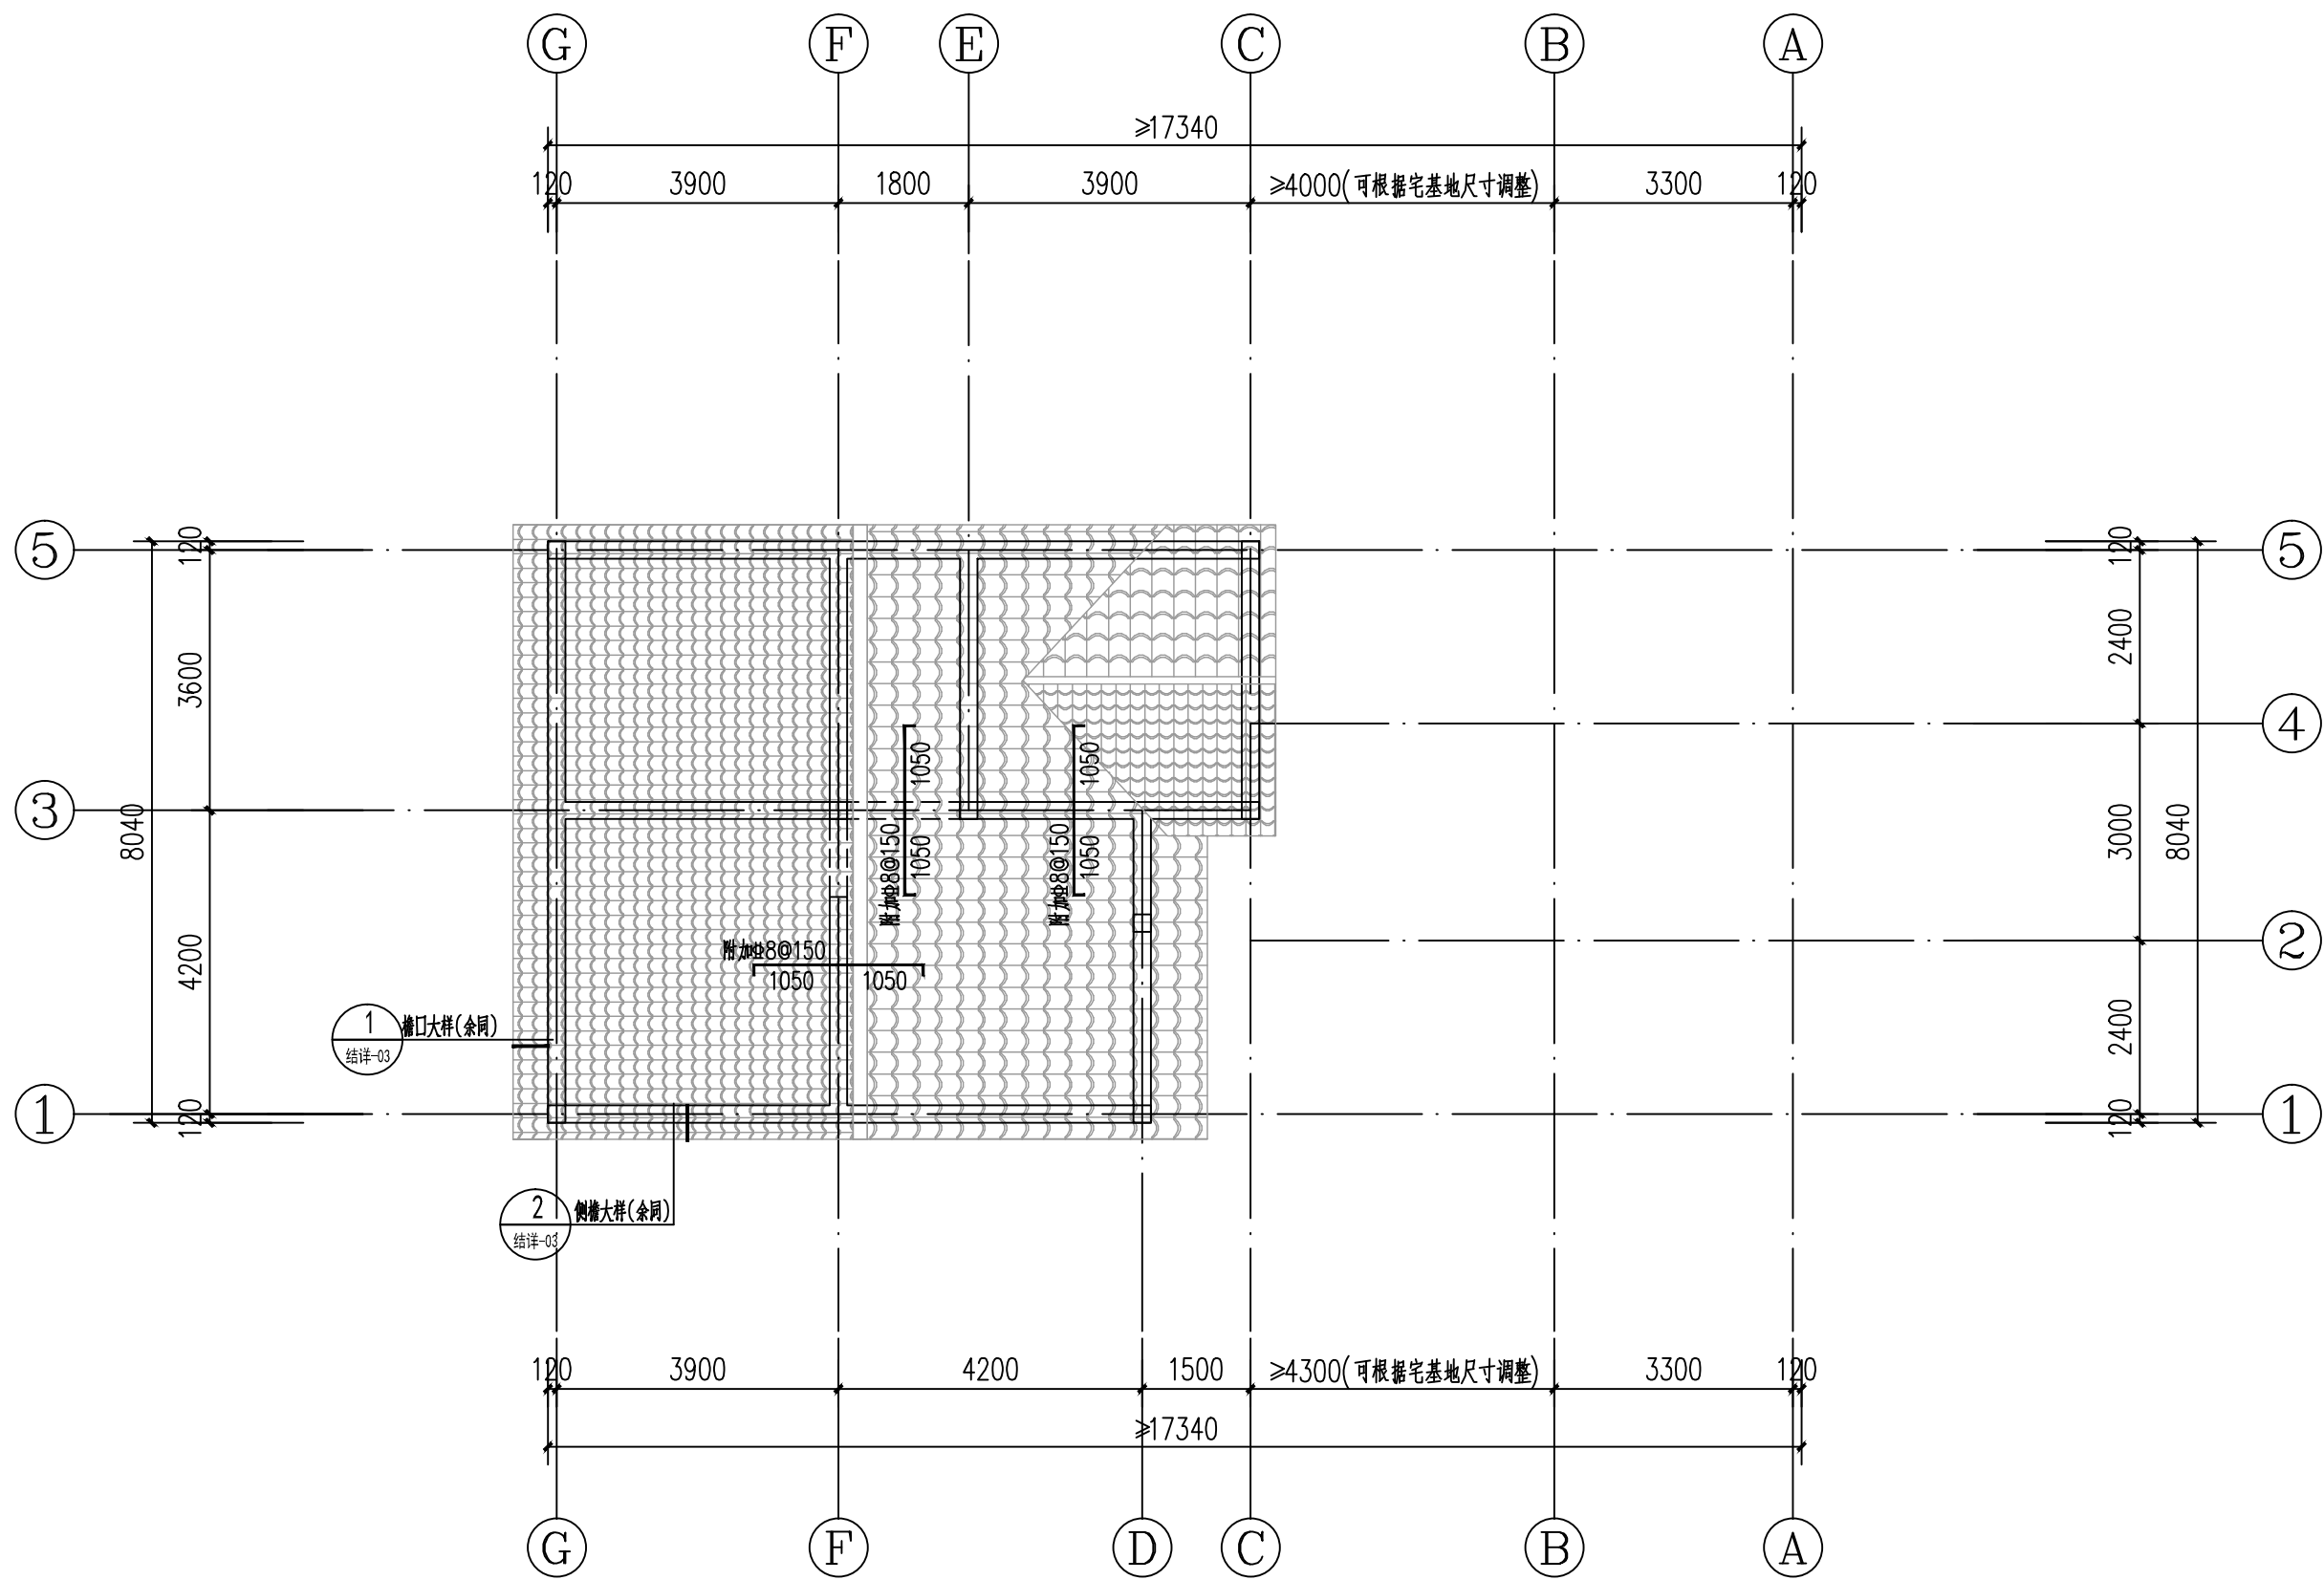 G F E C B A
≥17340
120 3900 1800 3900 ≥4000(可根据宅基地尺寸调整) 3300 120
5 120 120 5
3600 2400
4
8040 3 3000 8040
4200 2
2400
1 120 120 1
1050 1050
附加⌀8@150 1050 附加⌀8@150 1050
附加⌀8@150
1050 1050
1 檐口大样(余同)
结详-03
2 侧檐大样(余同)
结详-03
120 3900 4200 1500 ≥4300(可根据宅基地尺寸调整) 3300 120
≥17340
G F D C B A